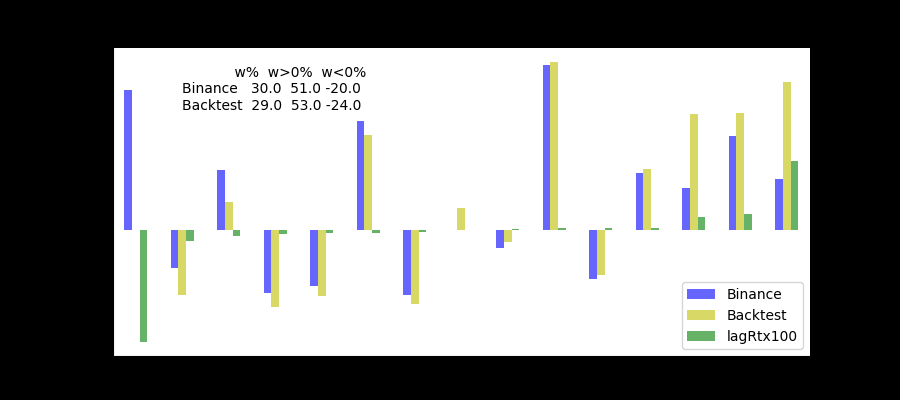 w% w>0% w<0%
Binance 30.0 51.0 -20.0
Backtest 29.0 53.0 -24.0
Binance
Backtest
lagRtx100